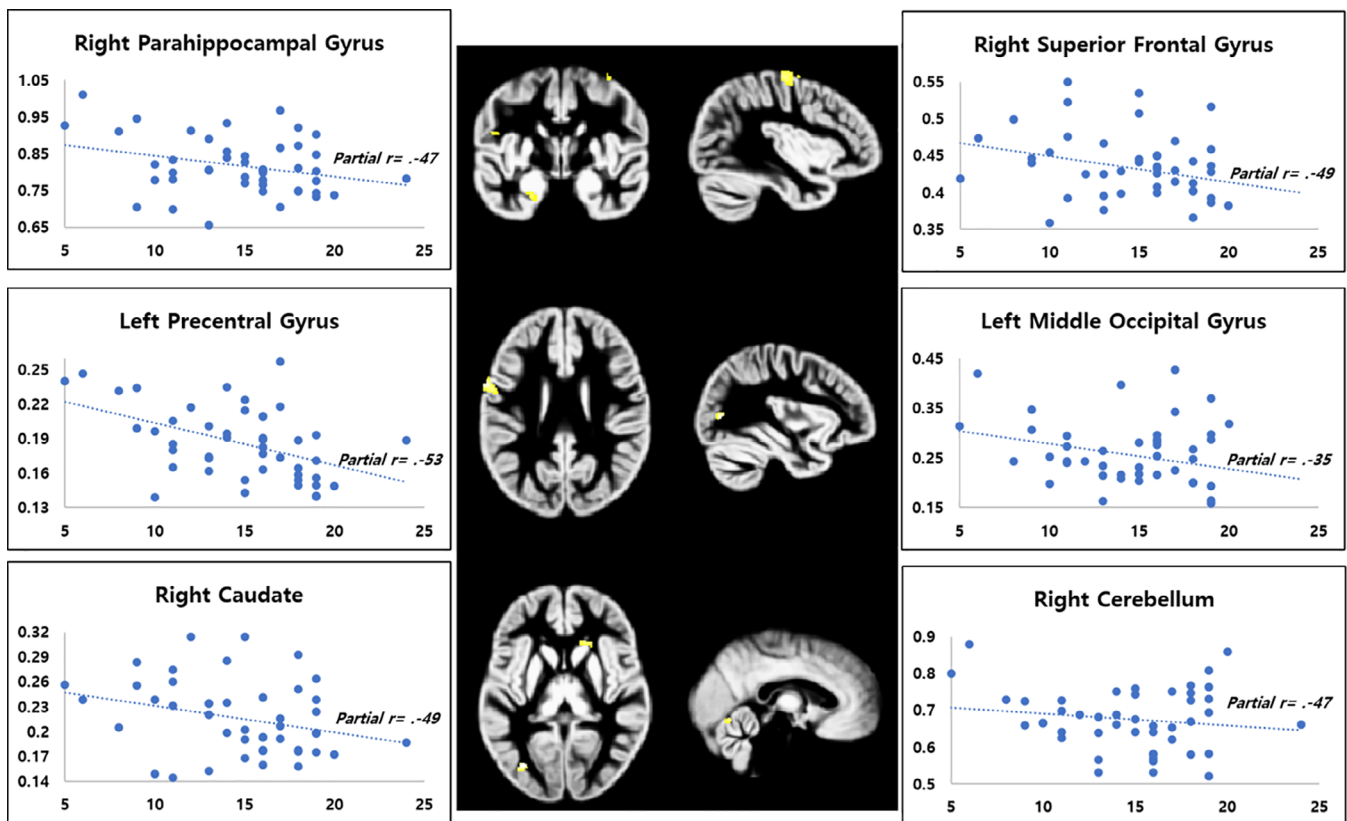 Right Parahippocampal Gyrus
1.05
0.95
0.85
0.75
0.65
Partial r= .-47
5 10 15 20 25
Left Precentral Gyrus
0.25
0.22
0.19
0.16
0.13
Partial r= .-53
5 10 15 20 25
Right Caudate
0.32
0.29
0.26
0.23
0.2
0.17
0.14
Partial r= .-49
5 10 15 20 25
Right Superior Frontal Gyrus
0.55
0.5
0.45
0.4
0.35
Partial r= .-49
5 10 15 20 25
Left Middle Occipital Gyrus
0.45
0.35
0.25
0.15
Partial r= .-35
5 10 15 20 25
Right Cerebellum
0.9
0.8
0.7
0.6
0.5
Partial r= .-47
5 10 15 20 25